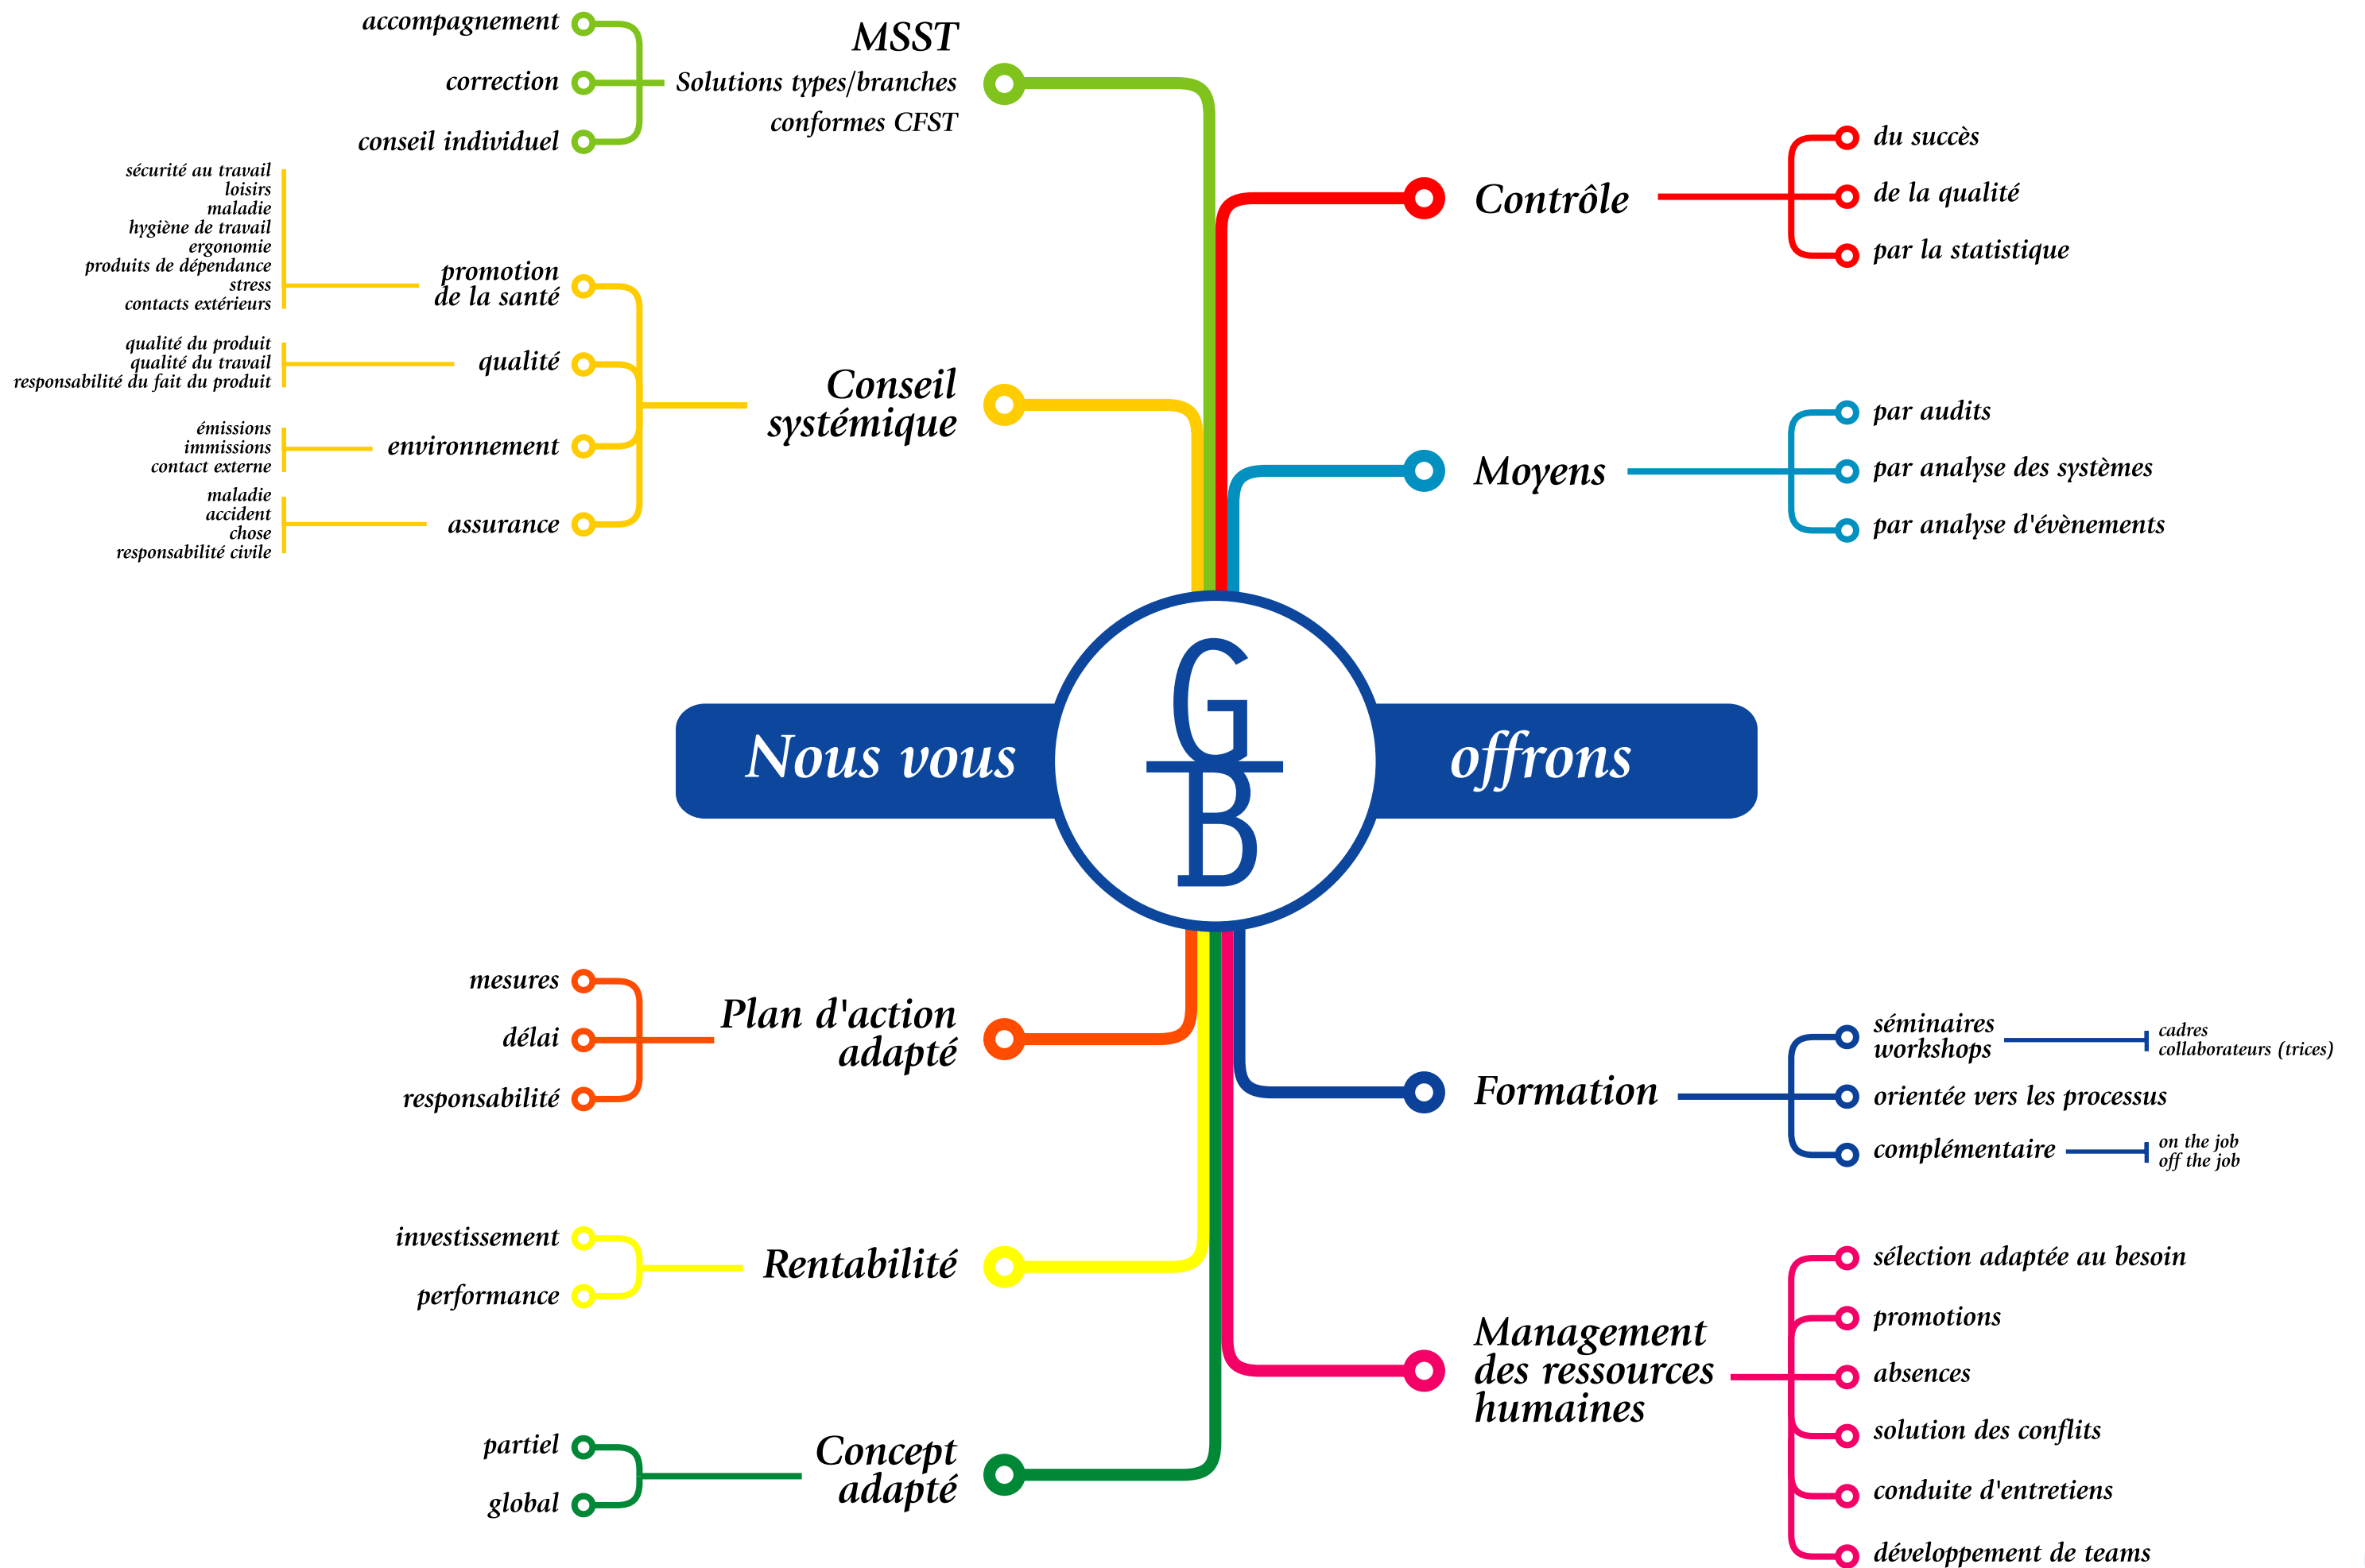 MSST
Solutions types/branches
conformes CFST
accompagnement
correction
conseil individuel
Conseil
systémique
promotion
de la santé
sécurité au travail
loisirs
maladie
hygiène de travail
ergonomie
produits de dépendance
stress
contacts extérieurs
qualité
qualité du produit
qualité du travail
responsabilité du fait du produit
environnement
émissions
immissions
contact externe
assurance
maladie
accident
chose
responsabilité civile
Contrôle
du succès
de la qualité
par la statistique
Moyens
par audits
par analyse des systèmes
par analyse d'évènements
Nous vous
G
B
offrons
Plan d'action
adapté
mesures
délai
responsabilité
Rentabilité
investissement
performance
Concept
adapté
partiel
global
Formation
séminaires
workshops
cadres
collaborateurs (trices)
orientée vers les processus
complémentaire
on the job
off the job
Management
des ressources
humaines
sélection adaptée au besoin
promotions
absences
solution des conflits
conduite d'entretiens
développement de teams